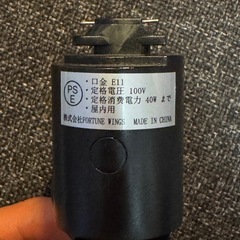 PS
E
・口金 E11
・定格電圧 100V
・定格消費電力 40W まで
・屋内用
株式会社FORTUNE WINGS MADE IN CHINA